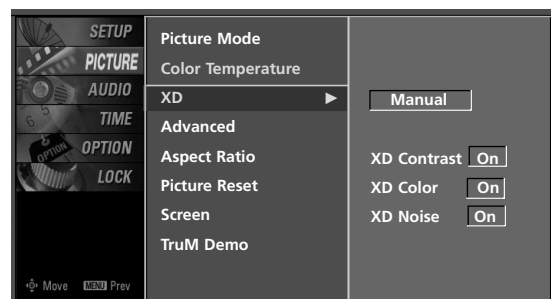 SETUP
PICTURE
AUDIO
TIME
OPTION
LOCK
Move MENU Prev
Picture Mode
Color Temperature
XD ▶
Advanced
Aspect Ratio
Picture Reset
Screen
TruM Demo
Manual
XD Contrast On
XD Color On
XD Noise On